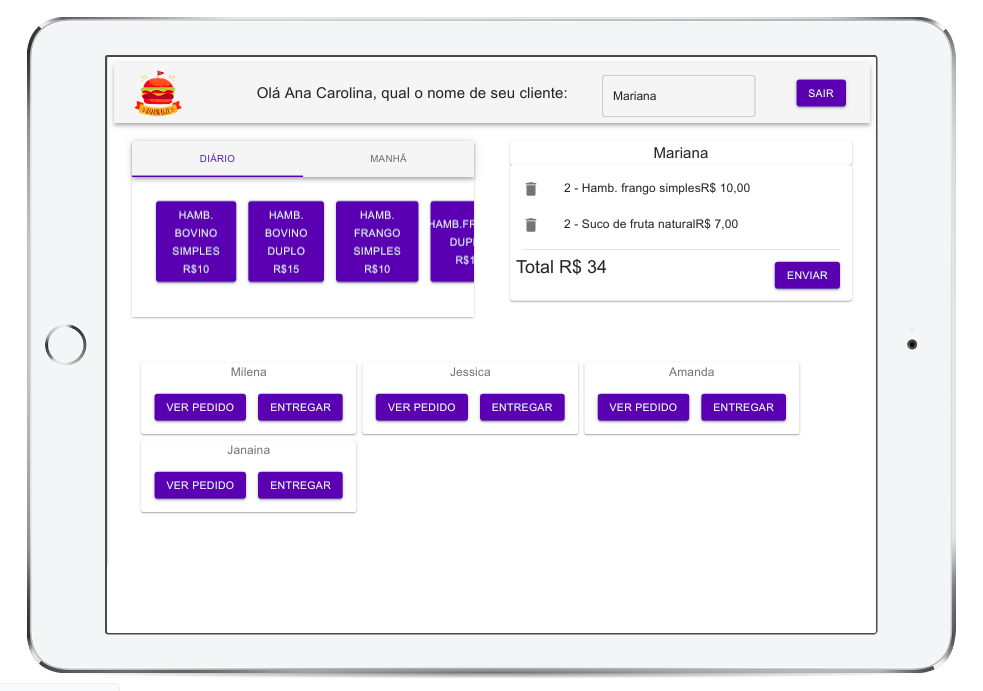 Olá Ana Carolina, qual o nome de seu cliente:
Mariana
SAIR
DIÁRIO
MANHÃ
HAMB.
BOVINO
SIMPLES
R$10
HAMB.
BOVINO
DUPLO
R$15
HAMB.
FRANGO
SIMPLES
R$10
HAMB.FR
DUPL
R$1
Mariana
2 - Hamb. frango simplesR$ 10,00
2 - Suco de fruta naturalR$ 7,00
Total R$ 34
ENVIAR
Milena
VER PEDIDO ENTREGAR
Jessica
VER PEDIDO ENTREGAR
Amanda
VER PEDIDO ENTREGAR
Janaina
VER PEDIDO ENTREGAR